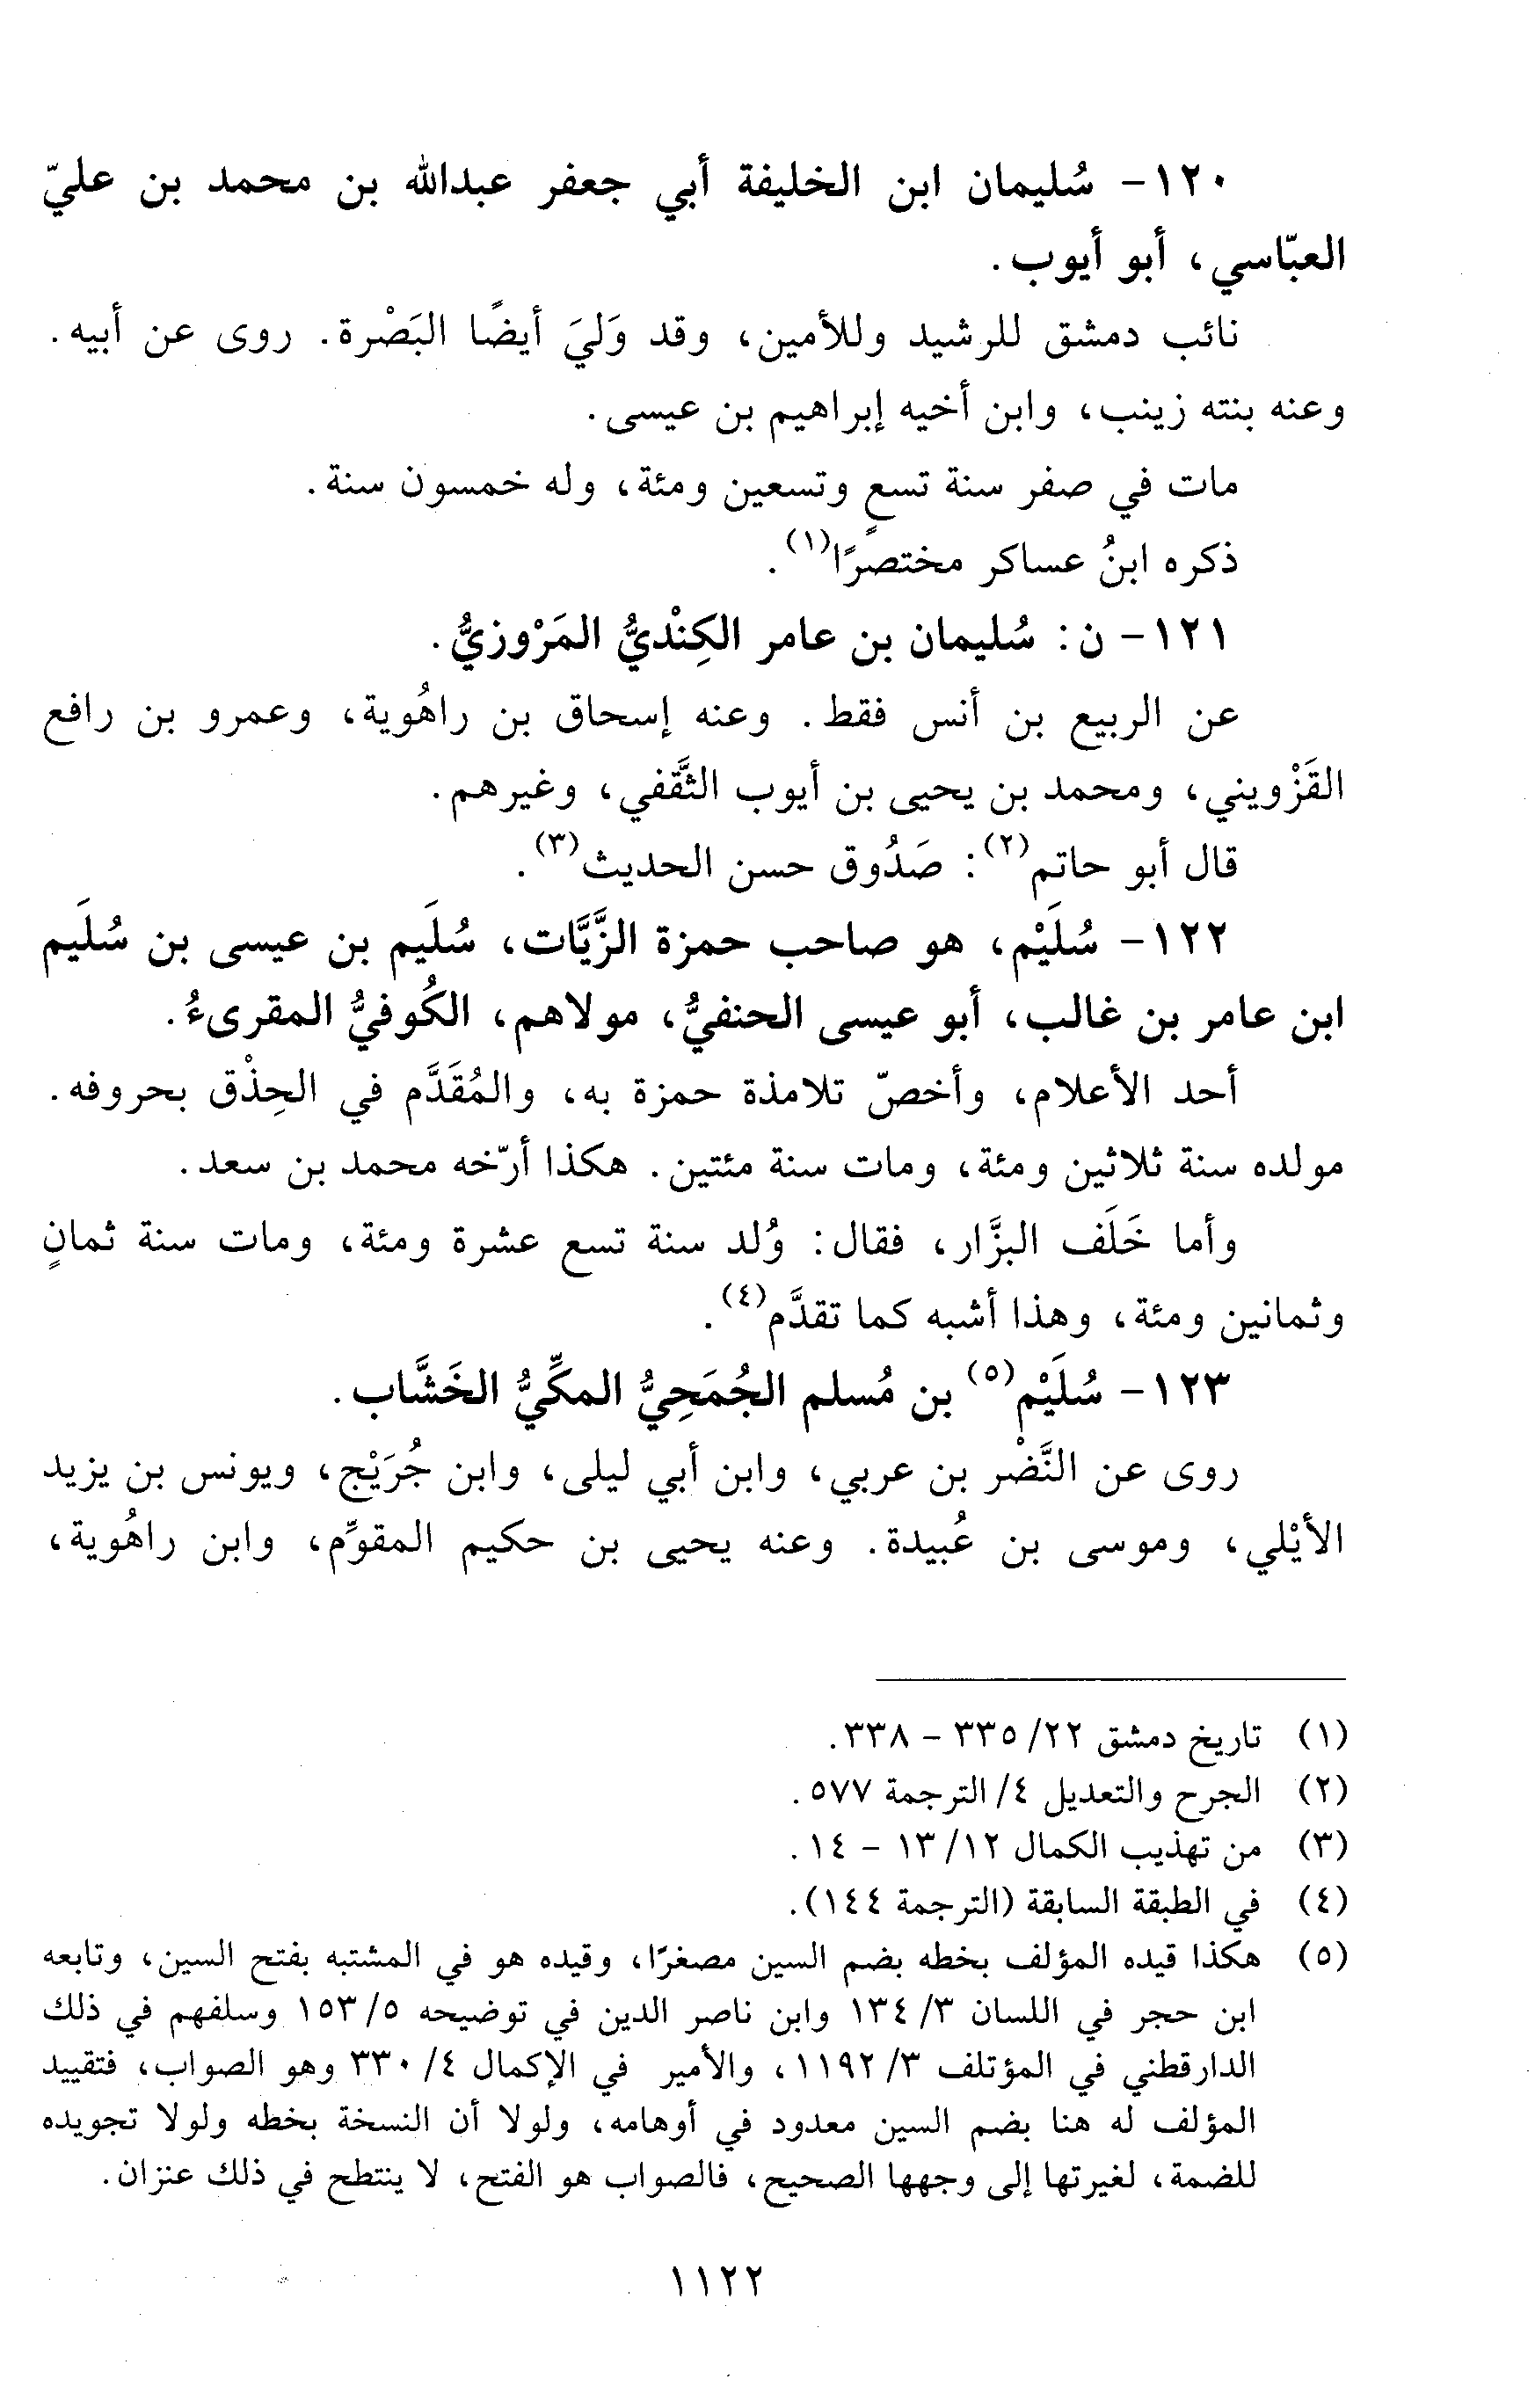 ١٢٠- سُليمان ابن الخليفة أبي جعفر عبدالله بن محمد بن عليّ
العبّاسي، أبو أيوب.
نائب دمشق للرشيد وللأمين، وقد وَليَ أيضًا البَصْرة. روى عن أبيه.
وعنه بنته زينب، وابن أخيه إبراهيم بن عيسى.
مات في صفر سنة تسعٍ وتسعين ومئة، وله خمسون سنة.
ذكره ابنُ عساكر مختصرًا(١).
١٢١- ن: سُليمان بن عامر الكِنْديُّ المَرْوزيُّ.
عن الربيع بن أنس فقط. وعنه إسحاق بن راهُوية، وعمرو بن رافع
القَزْويني، ومحمد بن يحيى بن أيوب الثَّقفي، وغيرهم.
قال أبو حاتم(٢): صَدُوق حسن الحديث(٣).
١٢٢- سُلَيْم، هو صاحب حمزة الزَّيَّات، سُلَيم بن عيسى بن سُلَيم
ابن عامر بن غالب، أبو عيسى الحنفيُّ، مولاهم، الكُوفيُّ المقرىءُ.
أحد الأعلام، وأخصّ تلامذة حمزة به، والمُقَدَّم في الحِذْق بحروفه.
مولده سنة ثلاثين ومئة، ومات سنة مئتين. هكذا أرّخه محمد بن سعد.
وأما خَلَف البزَّار، فقال: وُلد سنة تسع عشرة ومئة، ومات سنة ثمانٍ
وثمانين ومئة، وهذا أشبه كما تقدَّم(٤).
١٢٣- سُلَيْم(٥) بن مُسلم الجُمَحِيُّ المكِّيُّ الخَشَّاب.
روى عن النَّضْر بن عربي، وابن أبي ليلى، وابن جُرَيْج، ويونس بن يزيد
الأيْلي، وموسى بن عُبيدة. وعنه يحيى بن حكيم المقوِّم، وابن راهُوية،
(١) تاريخ دمشق ٢٢/ ٣٣٥ - ٣٣٨.
(٢) الجرح والتعديل ٤/ الترجمة ٥٧٧.
(٣) من تهذيب الكمال ١٢/ ١٣ - ١٤.
(٤) في الطبقة السابقة (الترجمة ١٤٤).
(٥) هكذا قيده المؤلف بخطه بضم السين مصغرًا، وقيده هو في المشتبه بفتح السين، وتابعه
ابن حجر في اللسان ٣/ ١٣٤ وابن ناصر الدين في توضيحه ٥/ ١٥٣ وسلفهم في ذلك
الدارقطني في المؤتلف ٣/ ١١٩٢، والأمير في الإكمال ٤/ ٣٣٠ وهو الصواب، فتقييد
المؤلف له هنا بضم السين معدود في أوهامه، ولولا أن النسخة بخطه ولولا تجويده
للضمة، لغيرتها إلى وجهها الصحيح، فالصواب هو الفتح، لا ينتطح في ذلك عنزان.
١١٢٢